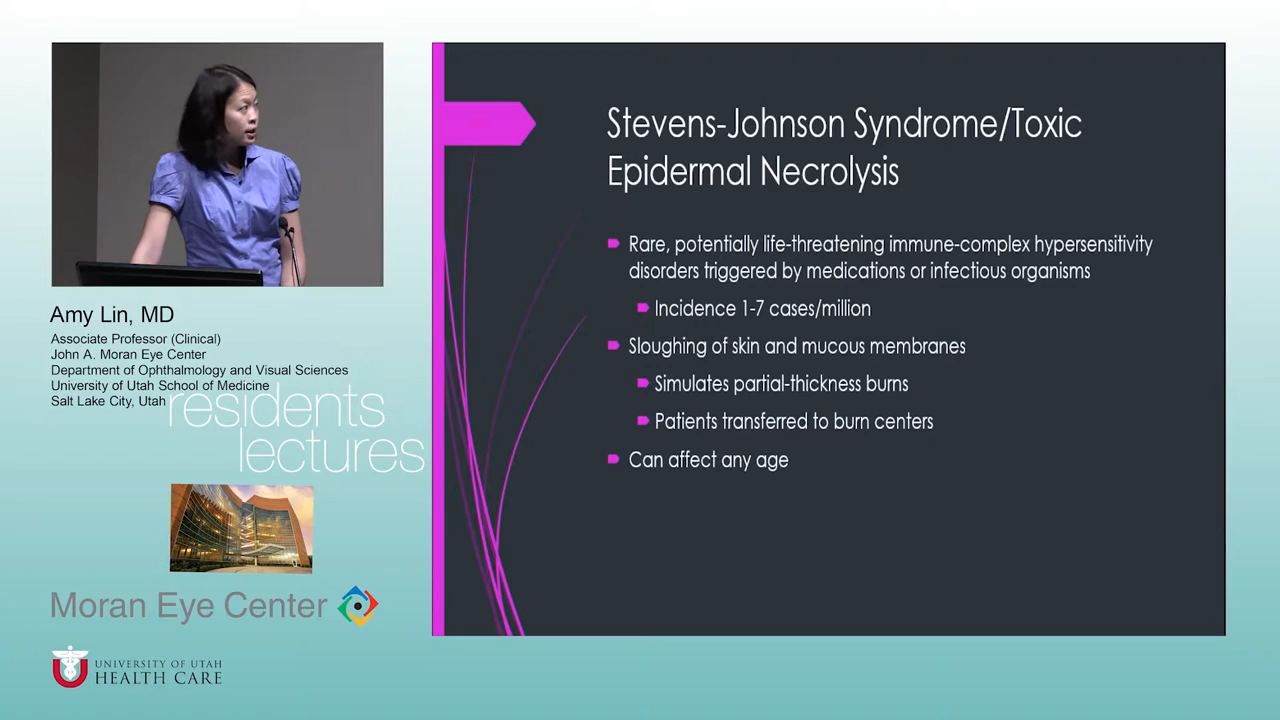 Amy Lin, MD
Associate Professor (Clinical)
John A. Moran Eye Center
Department of Ophthalmology and Visual Sciences
University of Utah School of Medicine
Salt Lake City, Utah
residents
lectures
Moran Eye Center
UNIVERSITY OF UTAH
HEALTH CARE
Stevens-Johnson Syndrome/Toxic
Epidermal Necrolysis
Rare, potentially life-threatening immune-complex hypersensitivity
disorders triggered by medications or infectious organisms
Incidence 1-7 cases/million
Sloughing of skin and mucous membranes
Simulates partial-thickness burns
Patients transferred to burn centers
Can affect any age